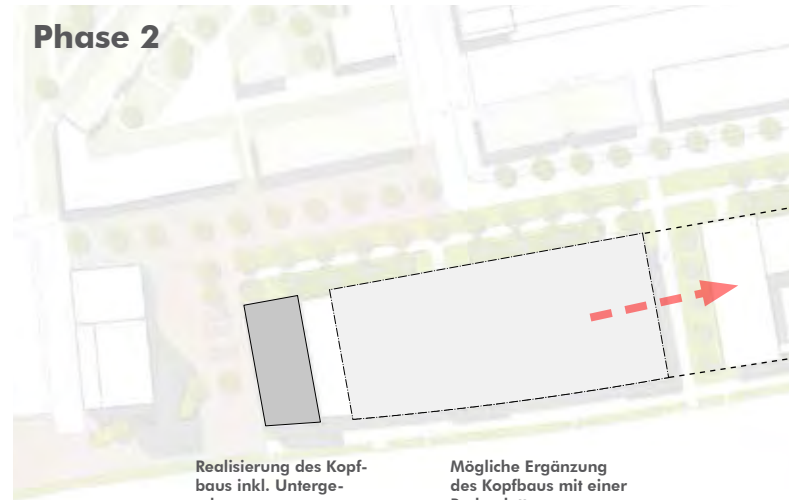 Phase 2
Realisierung des Kopf-
baus inkl. Unterge-
Mögliche Ergänzung
des Kopfbaus mit einer